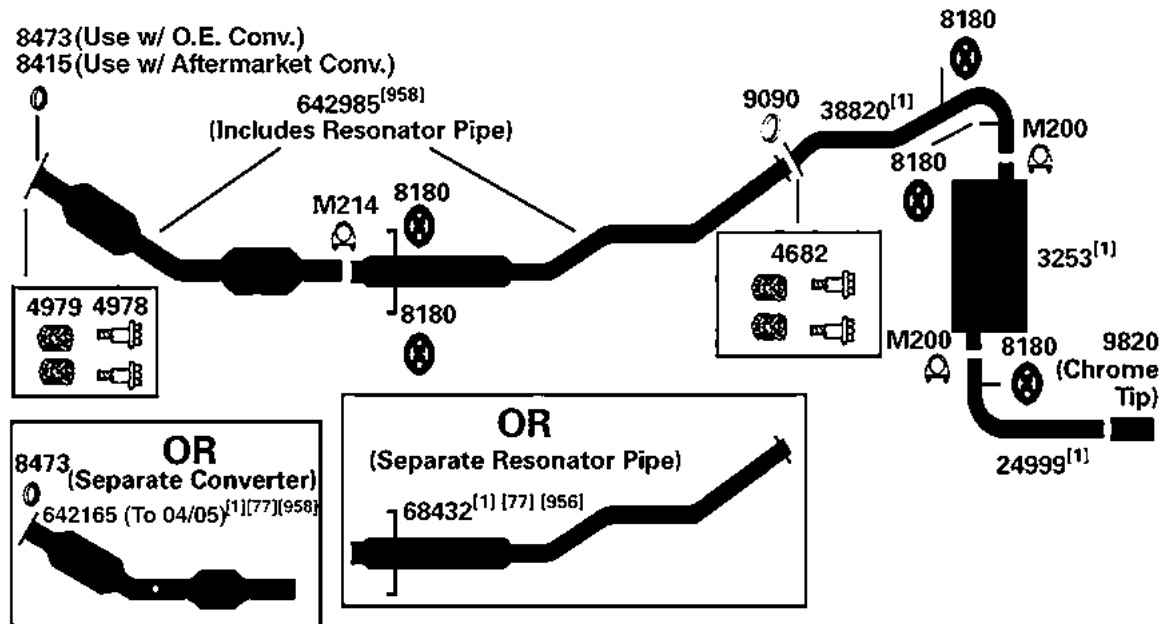 8473 (Use w/ O.E. Conv.)
8415 (Use w/ Aftermarket Conv.)
642985[958]
(Includes Resonator Pipe)
8180
9090
38820[1]
M200
8180
8180
M214
3253[1]
4682
4979 4978
8180
M200
8180
9820
(Chrome
Tip)
24999[1]
OR
8473
(Separate Converter)
642165 (To 04/05)[1][77][958]
OR
(Separate Resonator Pipe)
68432[1] [77] [956]